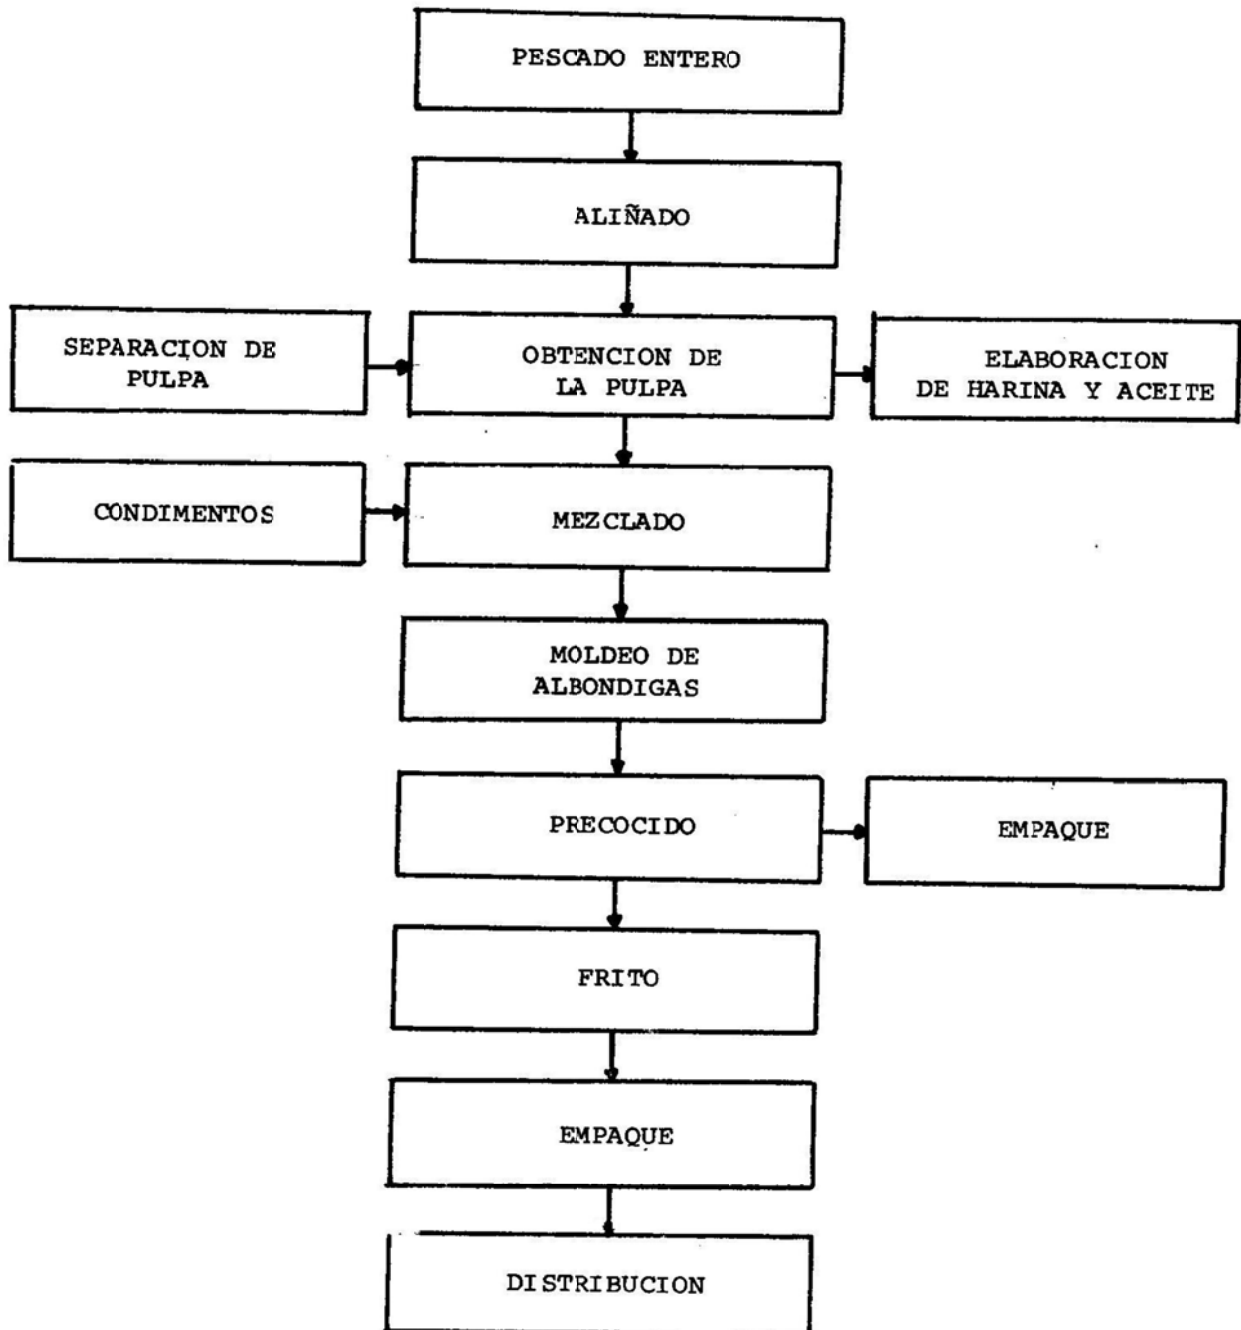 PESCADO ENTERO
ALIÑADO
SEPARACION DE
PULPA
OBTENCION DE
LA PULPA
ELABORACION
DE HARINA Y ACEITE
CONDIMENTOS
MEZCLADO
MOLDEO DE
ALBONDIGAS
PRECOCIDO
EMPAQUE
FRITO
EMPAQUE
DISTRIBUCION